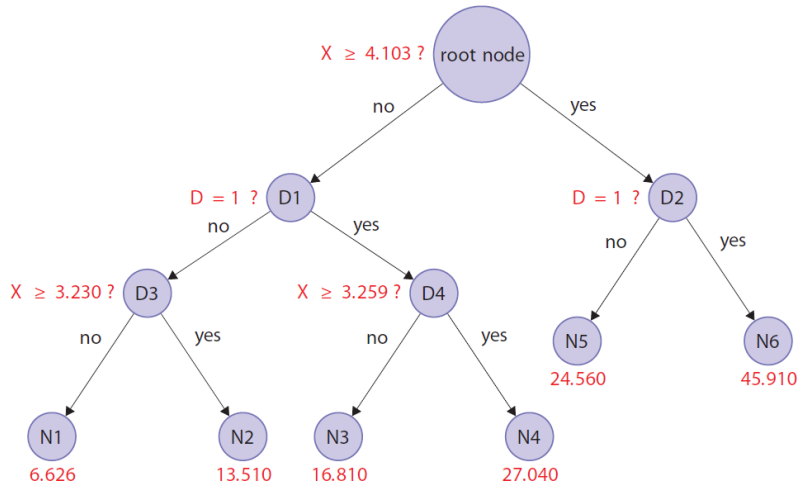 X ≥ 4.103 ?
root node
no
yes
D = 1 ?
D1
D = 1 ?
D2
no
yes
no
yes
X ≥ 3.230 ?
D3
X ≥ 3.259 ?
D4
no
yes
no
yes
N5
N6
24.560
45.910
N1
N2
N3
N4
6.626
13.510
16.810
27.040